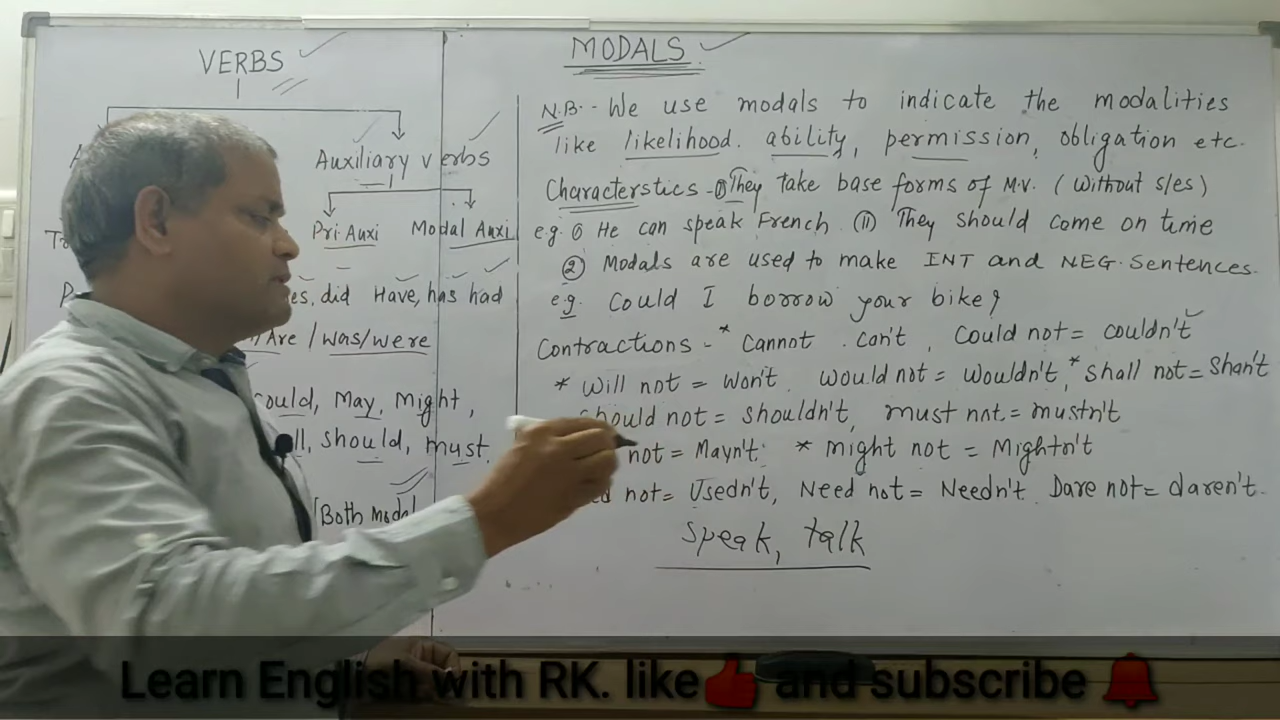 VERBS
Auxiliary verbs
Pri Auxi Modal Auxi
did Have, has had
Are / was/were
could, May, Might,
should, must.
[Both modal
MODALS
N.B.- We use modals to indicate the modalities
like likelihood. ability, permission, obligation etc.
Characterstics - ① They take base forms of M.V. (Without s/es)
e.g. ① He can speak French. (II) They should come on time
② Modals are used to make INT and NEG. Sentences.
e.g. Could I borrow your bike?
Contractions - * Cannot . can't, Could not = couldn't
* Will not = Won't. Would not = Wouldn't, * Shall not = Shan't
Should not = shouldn't, must not = mustn't
not = Mayn't. * might not = Mightn't
not = Usedn't, Need not = Needn't. Dare not = daren't.
speak, talk
Learn English with RK. like👍 and subscribe 🔔